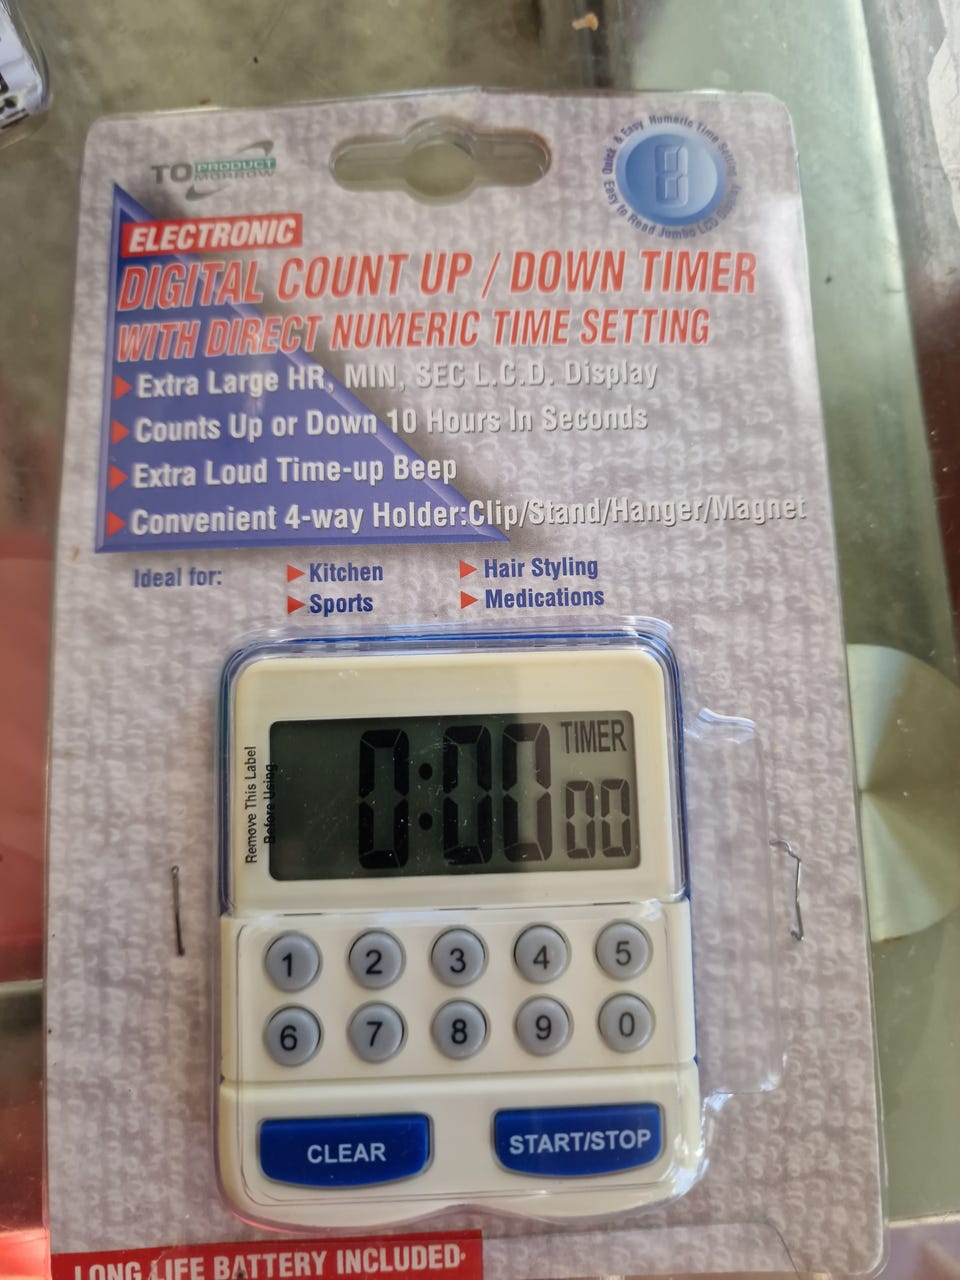 TO PRODUCT
MORROW
Quick & Easy Numeric Time Setting
Easy to Read Jumbo LCD Display
8
ELECTRONIC
DIGITAL COUNT UP / DOWN TIMER
WITH DIRECT NUMERIC TIME SETTING
Extra Large HR, MIN, SEC L.C.D. Display
Counts Up or Down 10 Hours In Seconds
Extra Loud Time-up Beep
Convenient 4-way Holder:Clip/Stand/Hanger/Magnet
Ideal for:
Kitchen
Hair Styling
Sports
Medications
Remove This Label
Before Using
TIMER
0:00 00
1 2 3 4 5
6 7 8 9 0
CLEAR START/STOP
LONG LIFE BATTERY INCLUDED